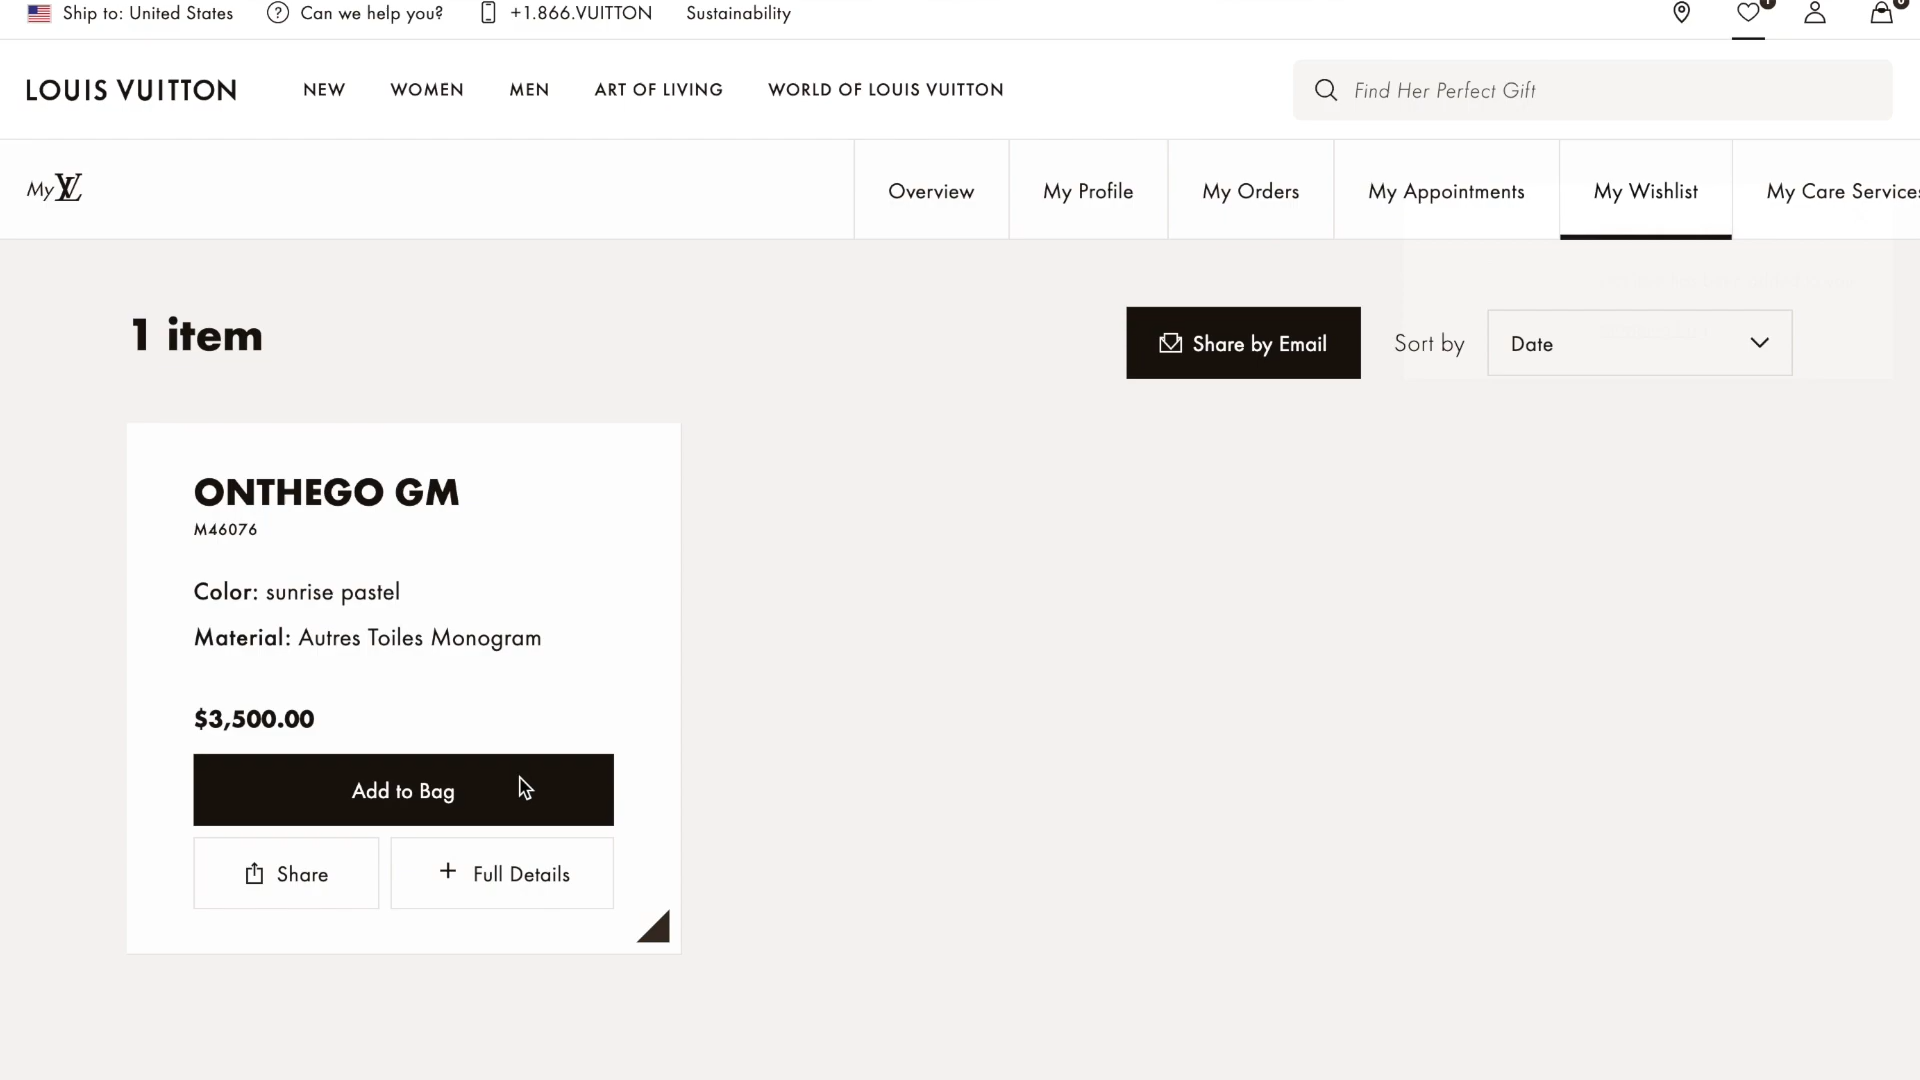 Ship to: United States
Can we help you?
+1.866.VUITTON
Sustainability
LOUIS VUITTON
NEW
WOMEN
MEN
ART OF LIVING
WORLD OF LOUIS VUITTON
Find Her Perfect Gift
My LV
Overview
My Profile
My Orders
My Appointments
My Wishlist
My Care Services
1 item
Share by Email
Sort by
Date
ONTHEGO GM
M46076
Color: sunrise pastel
Material: Autres Toiles Monogram
$3,500.00
Add to Bag
Share
+ Full Details